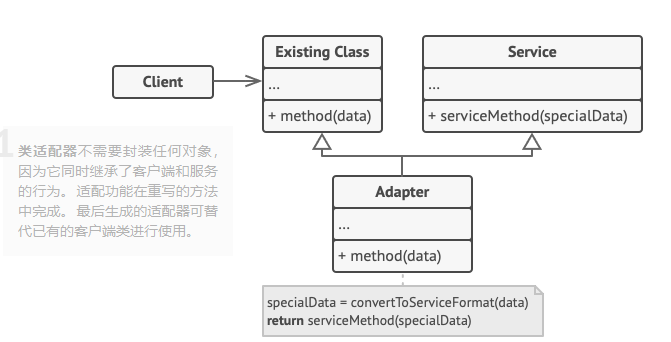 Existing Class
...
+ method(data)
Service
...
+ serviceMethod(specialData)
Client
1
类适配器不需要封装任何对象，
因为它同时继承了客户端和服务
的行为。适配功能在重写的方法
中完成。最后生成的适配器可替
代已有的客户端类进行使用。
Adapter
...
+ method(data)
specialData = convertToServiceFormat(data)
return serviceMethod(specialData)